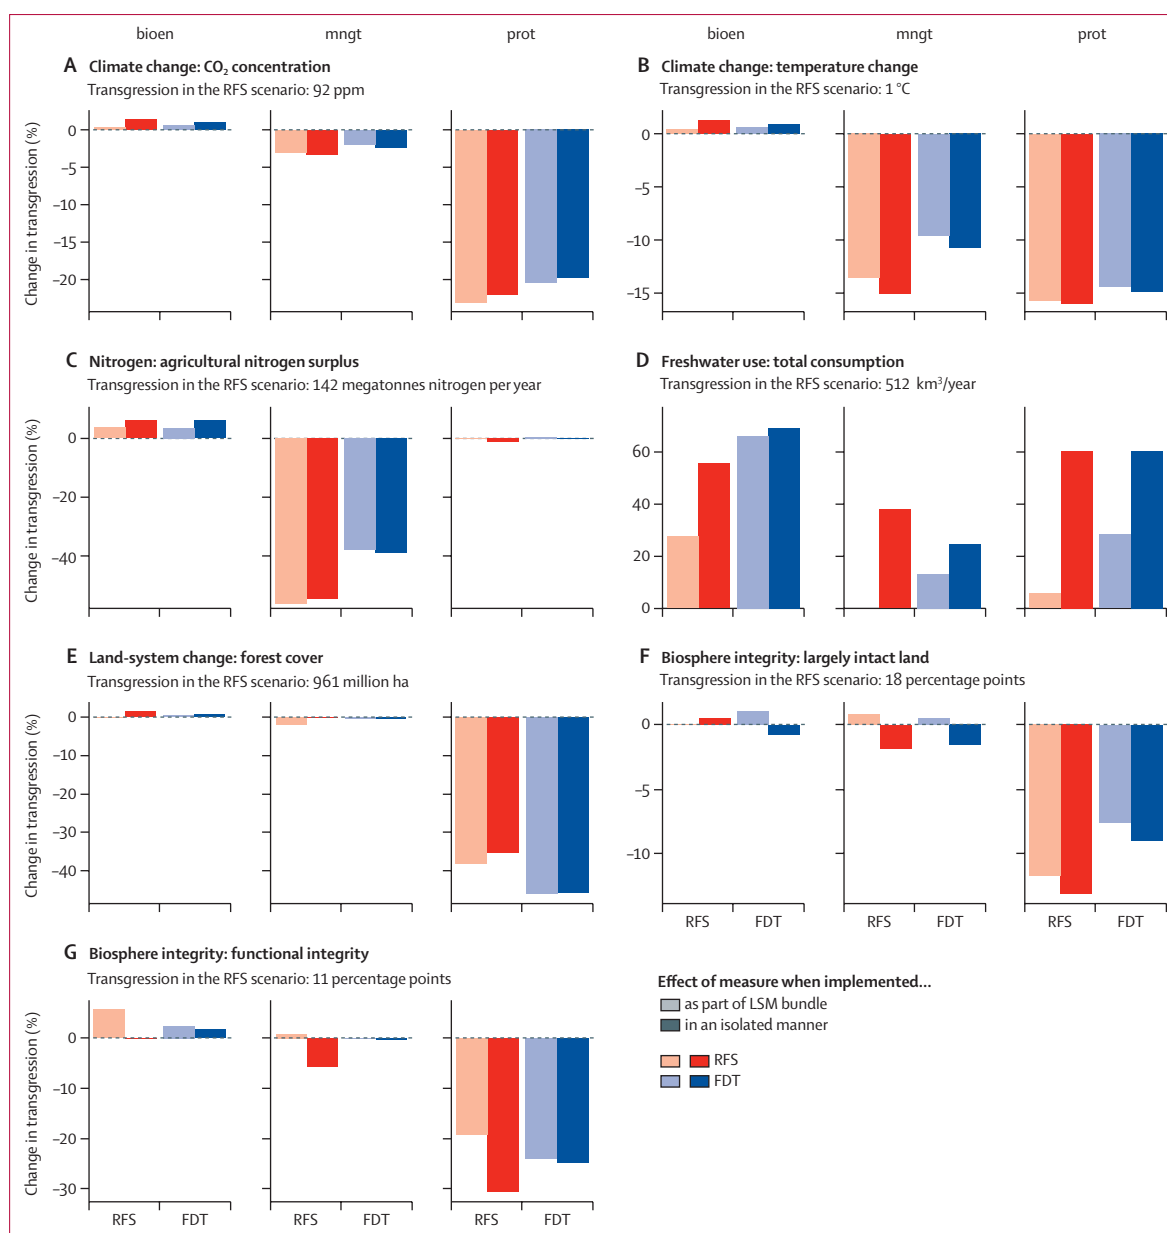 bioen mngt prot bioen mngt prot
A Climate change: CO₂ concentration
Transgression in the RFS scenario: 92 ppm
Change in transgression (%)
0
–5
–10
–15
–20
B Climate change: temperature change
Transgression in the RFS scenario: 1 °C
0
–5
–10
–15
C Nitrogen: agricultural nitrogen surplus
Transgression in the RFS scenario: 142 megatonnes nitrogen per year
Change in transgression (%)
0
–20
–40
D Freshwater use: total consumption
Transgression in the RFS scenario: 512 km³/year
60
40
20
0
E Land-system change: forest cover
Transgression in the RFS scenario: 961 million ha
Change in transgression (%)
0
–10
–20
–30
–40
F Biosphere integrity: largely intact land
Transgression in the RFS scenario: 18 percentage points
0
–5
–10
RFS FDT RFS FDT RFS FDT
G Biosphere integrity: functional integrity
Transgression in the RFS scenario: 11 percentage points
Change in transgression (%)
0
–10
–20
–30
RFS FDT RFS FDT RFS FDT
Effect of measure when implemented...
as part of LSM bundle
in an isolated manner
RFS
FDT